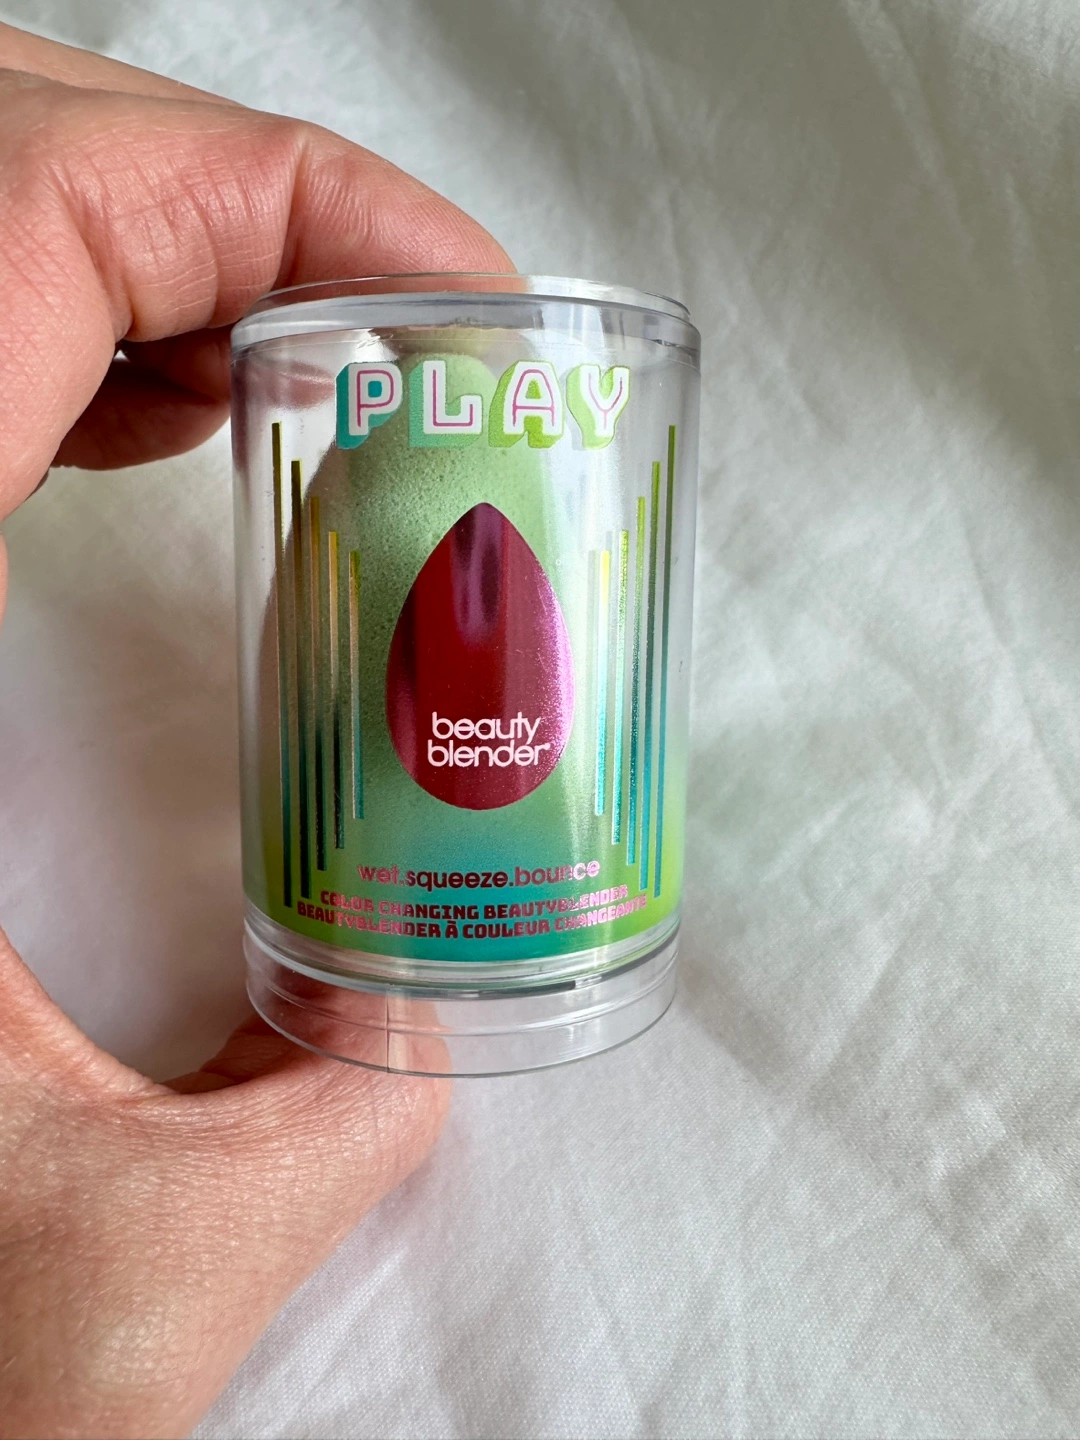 PLAY
beauty
blender®
wet.squeeze.bounce
COLOR CHANGING BEAUTYBLENDER
BEAUTYBLENDER À COULEUR CHANGEANTE